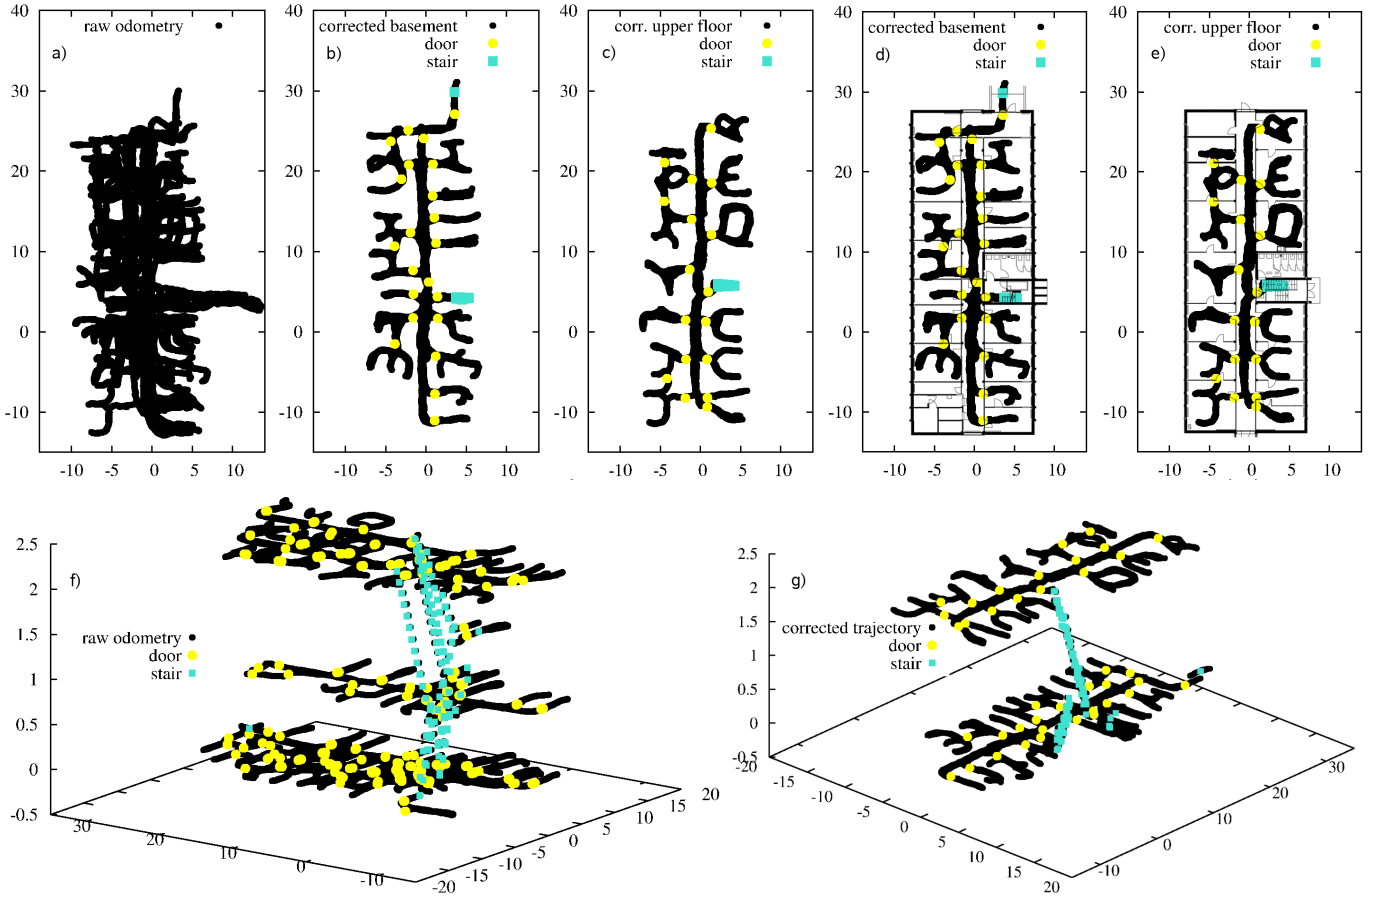 raw odometry
a)
40
30
20
10
0
-10
-10 -5 0 5 10
corrected basement
door
stair
b)
40
30
20
10
0
-10
-10 -5 0 5 10
corr. upper floor
door
stair
c)
40
30
20
10
0
-10
-10 -5 0 5 10
corrected basement
door
stair
d)
40
30
20
10
0
-10
-10 -5 0 5 10
corr. upper floor
door
stair
e)
40
30
20
10
0
-10
-10 -5 0 5 10
f)
raw odometry
door
stair
2.5
2
1.5
1
0.5
0
-0.5
30 20 10 0 -10
-20 -15 -10 -5 0 5 10 15 20
g)
corrected trajectory
door
stair
2.5
2
1.5
1
0.5
0
-0.5
-20 -15 -10 -5 0 5 10 15 20
-10 0 10 20 30